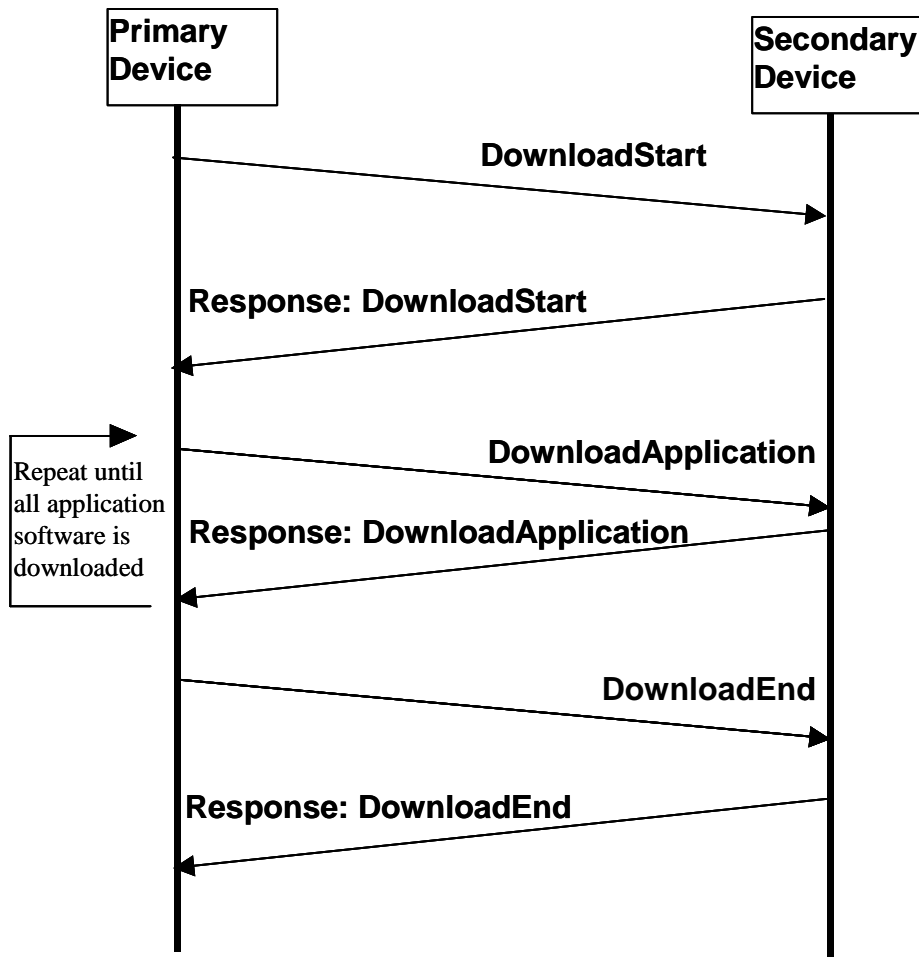 Primary
Device
Secondary
Device
DownloadStart
Response: DownloadStart
DownloadApplication
Repeat until
all application
software is
downloaded
Response: DownloadApplication
DownloadEnd
Response: DownloadEnd